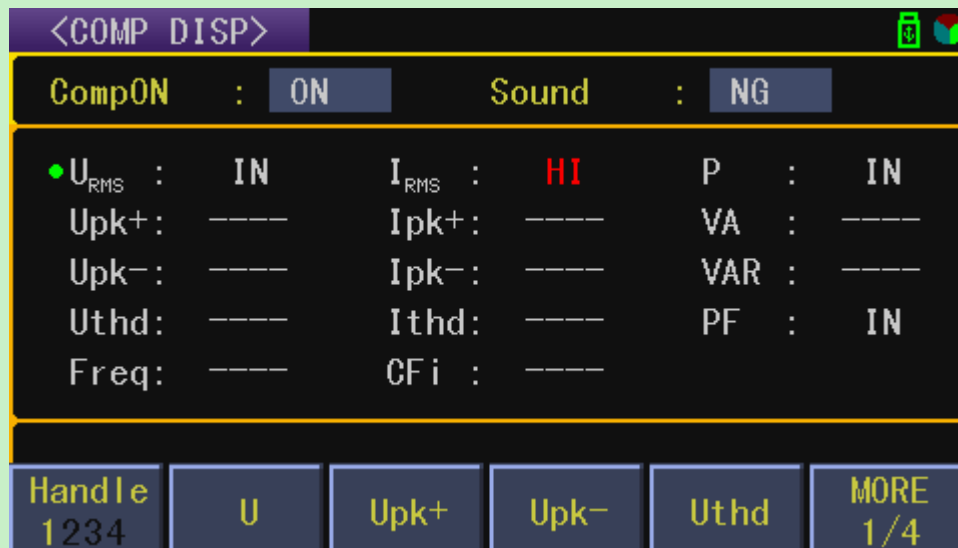 <COMP DISP>
CompON : ON Sound : NG
URMS : IN IRMS : HI P : IN
Upk+: ---- Ipk+: ---- VA : ----
Upk-: ---- Ipk-: ---- VAR : ----
Uthd: ---- Ithd: ---- PF : IN
Freq: ---- CFi : ----
Handle U Upk+ Upk- Uthd MORE
1234 1/4